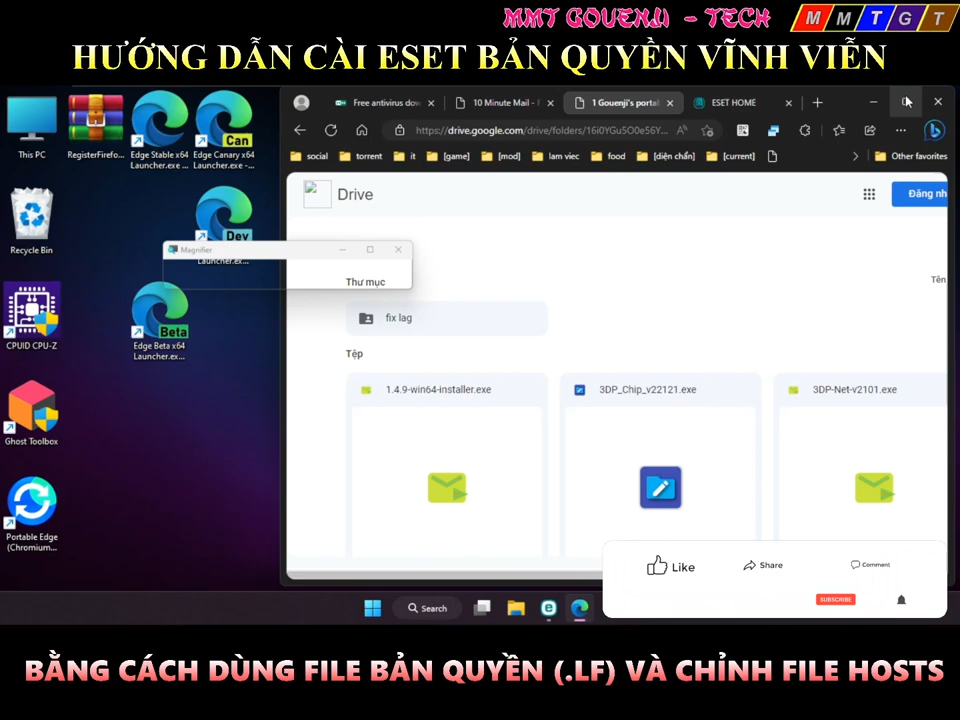 MMT GOUENJI - TECH
M M T G T
HƯỚNG DẪN CÀI ESET BẢN QUYỀN VĨNH VIỄN
Free antivirus dow
10 Minute Mail - F
1 Gouenji's portal
ESET HOME
https://drive.google.com/drive/folders/16i0YGu5O0e56Y...
social
torrent
it
[game]
[mod]
lam viec
food
[diện chẩn]
[current]
Other favorites
This PC
RegisterFirefo...
Edge Stable x64
Launcher.exe ...
Can
Edge Canary x64
Launcher.exe -...
Drive
Đăng nh
Recycle Bin
Dev
Launcher.ex...
Magnifier
Thư mục
Tên
fix lag
CPUID CPU-Z
Beta
Edge Beta x64
Launcher.ex...
Tệp
1.4.9-win64-installer.exe
3DP_Chip_v22121.exe
3DP-Net-v2101.exe
Ghost Toolbox
Portable Edge
(Chromium...
Like
Share
Comment
SUBSCRIBE
Search
BẰNG CÁCH DÙNG FILE BẢN QUYỀN (.LF) VÀ CHỈNH FILE HOSTS